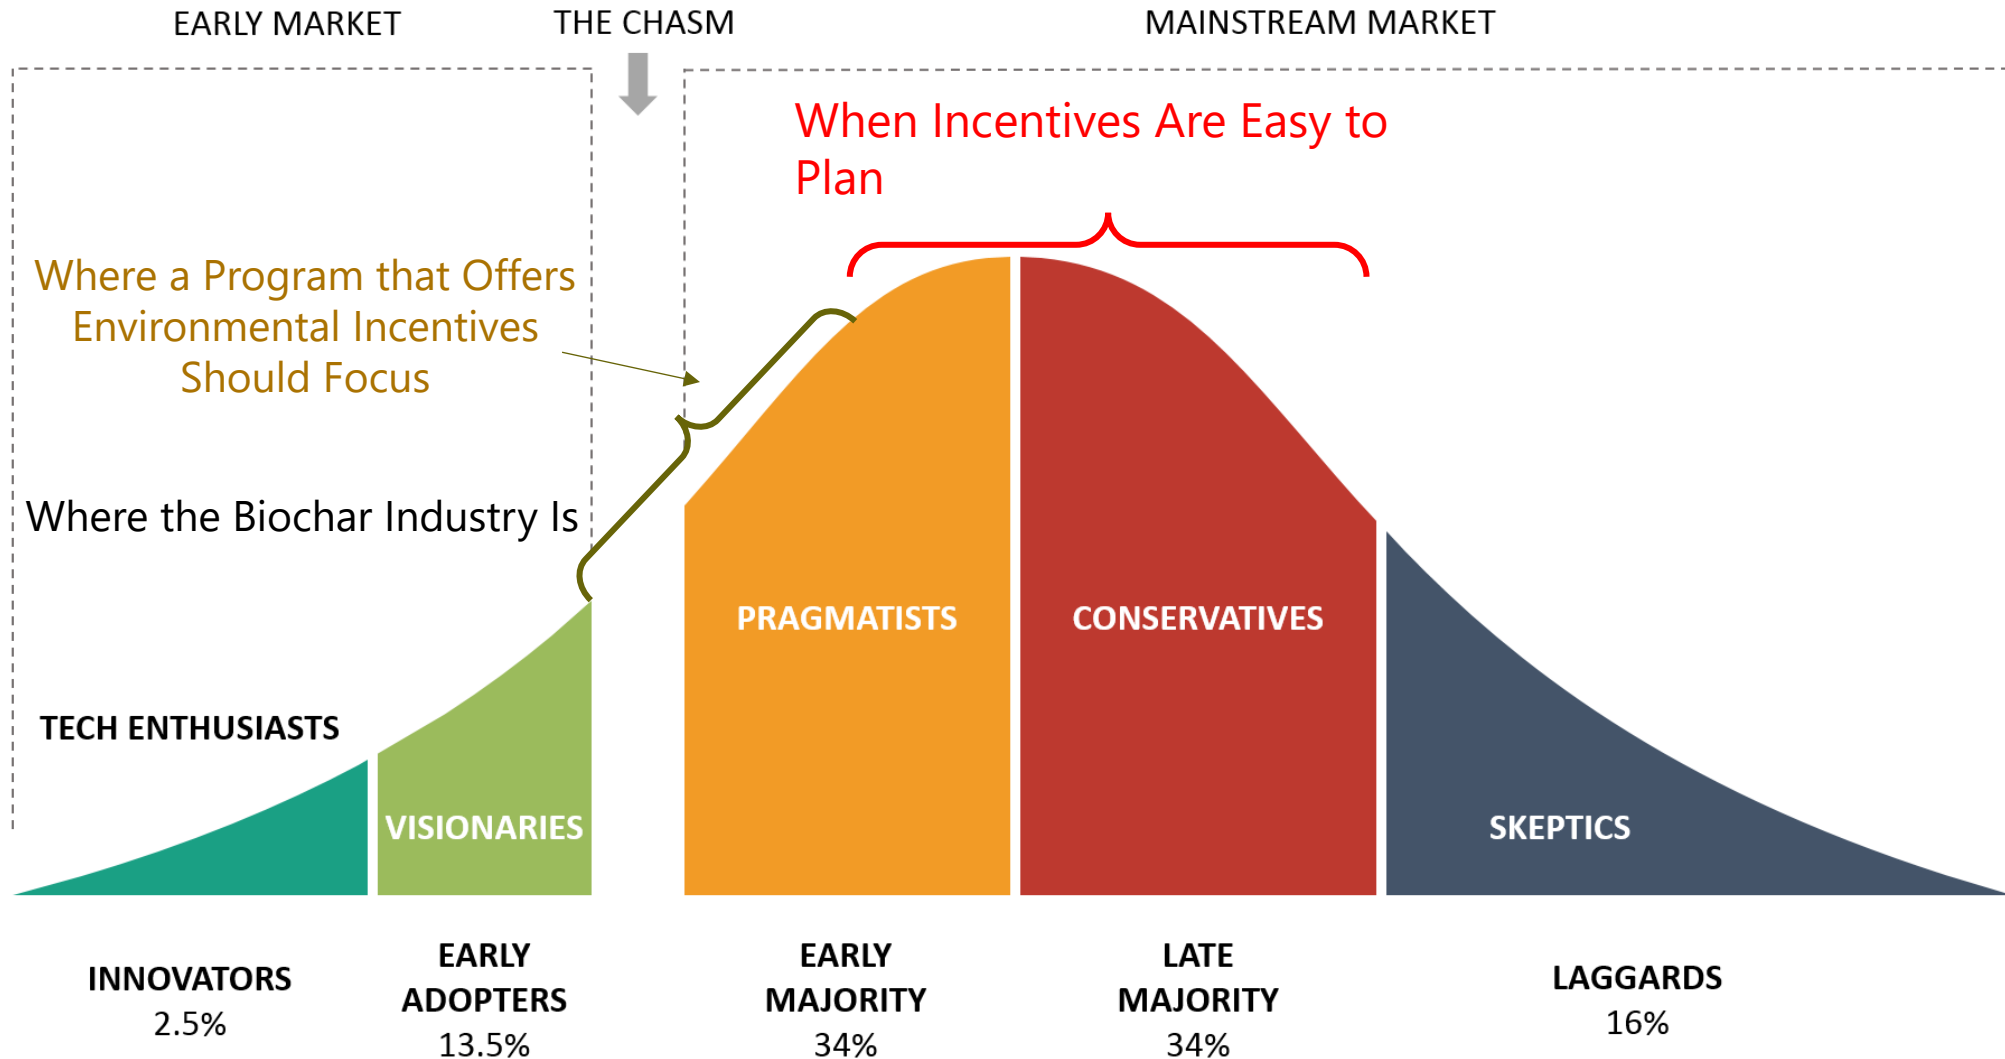 EARLY MARKET
THE CHASM
MAINSTREAM MARKET
When Incentives Are Easy to
Plan
Where a Program that Offers
Environmental Incentives
Should Focus
Where the Biochar Industry Is
TECH ENTHUSIASTS
VISIONARIES
PRAGMATISTS
CONSERVATIVES
SKEPTICS
INNOVATORS
2.5%
EARLY
ADOPTERS
13.5%
EARLY
MAJORITY
34%
LATE
MAJORITY
34%
LAGGARDS
16%